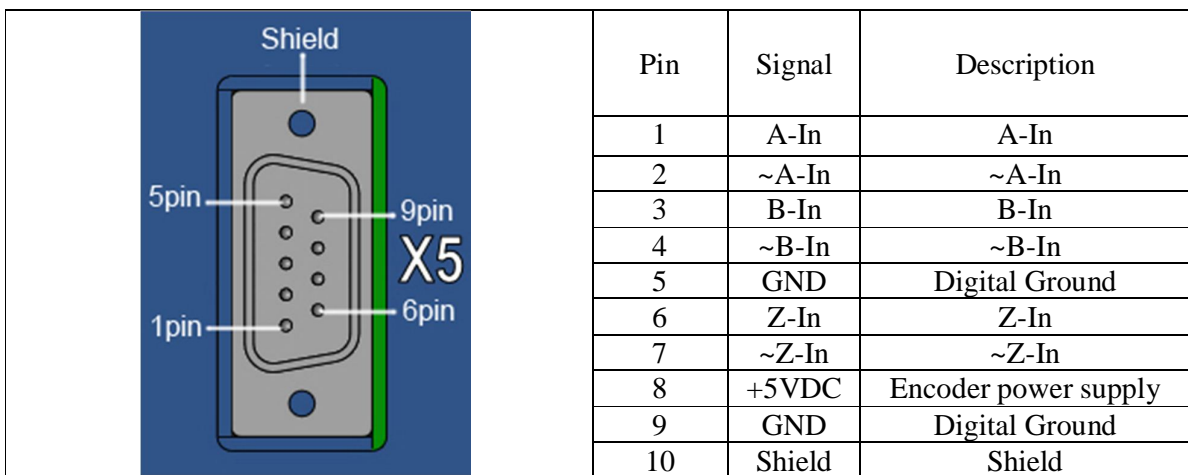 Shield
5pin
9pin
X5
6pin
1pin
Pin Signal Description
1 A-In A-In
2 ~A-In ~A-In
3 B-In B-In
4 ~B-In ~B-In
5 GND Digital Ground
6 Z-In Z-In
7 ~Z-In ~Z-In
8 +5VDC Encoder power supply
9 GND Digital Ground
10 Shield Shield